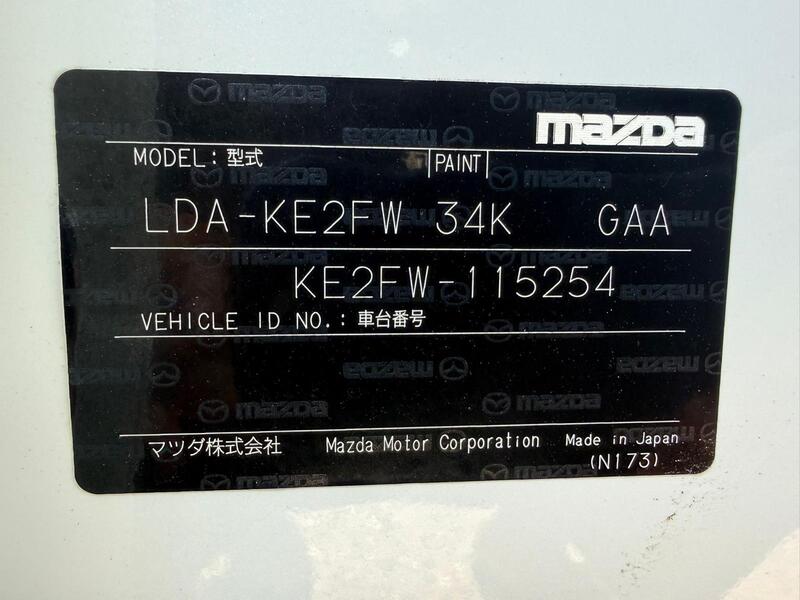 mazda
MODEL: 型式 PAINT
LDA-KE2FW 34K GAA
KE2FW-115254
VEHICLE ID NO.: 車台番号
マツダ株式会社 Mazda Motor Corporation Made in Japan
(N173)